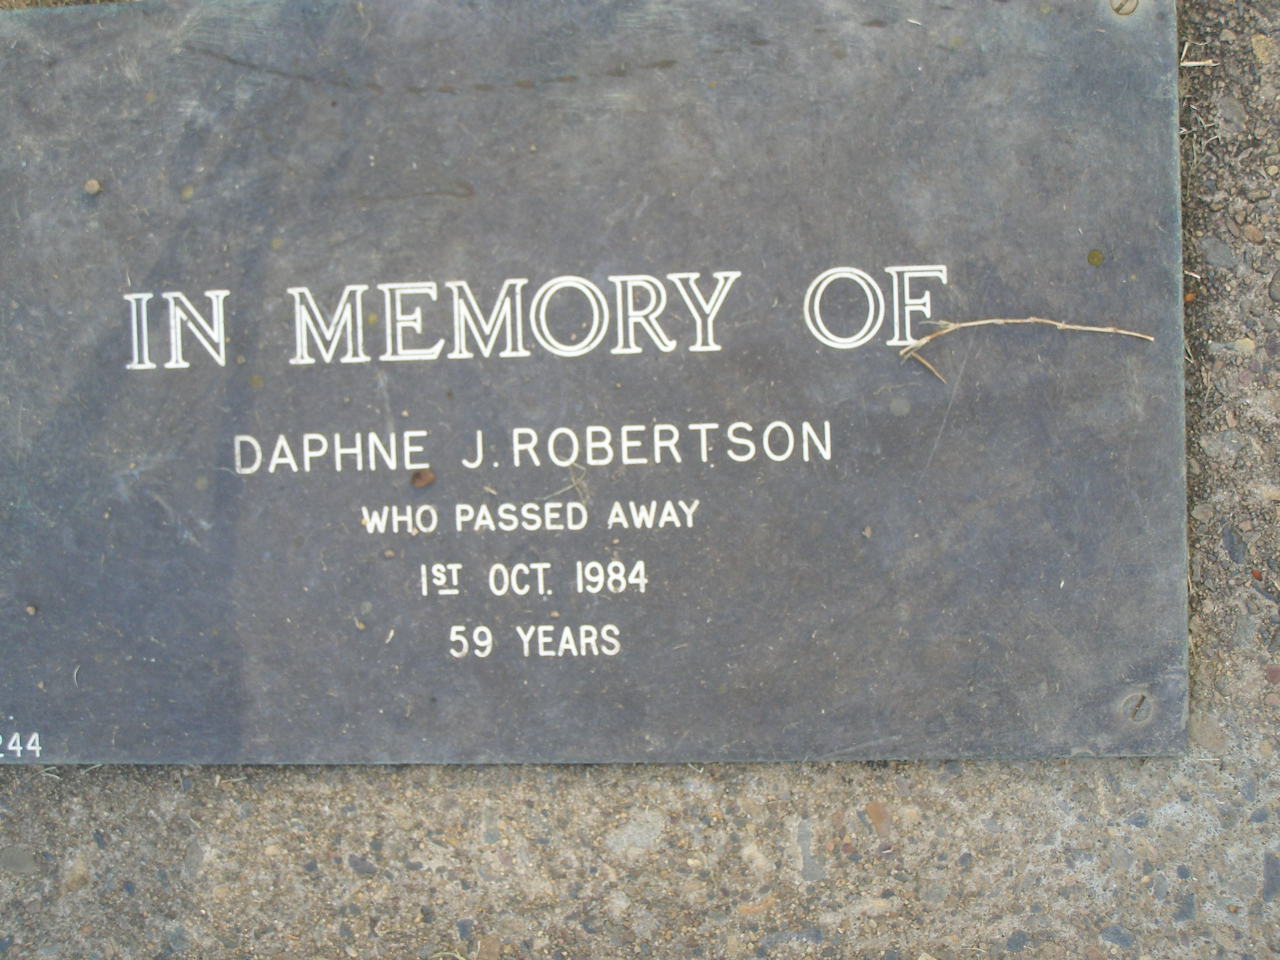 IN MEMORY OF
DAPHNE J. ROBERTSON
WHO PASSED AWAY
1ST OCT. 1984
59 YEARS
244